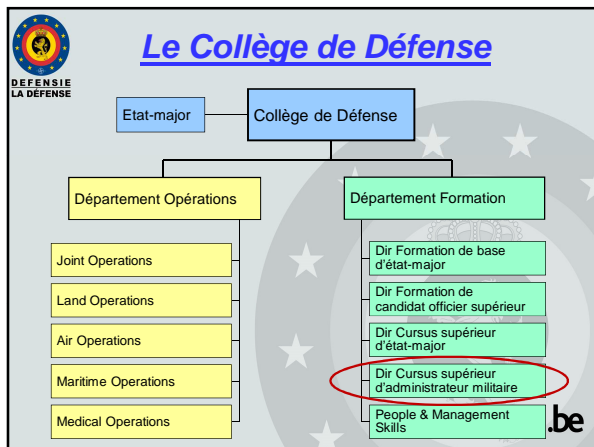 Le Collège de Défense
DEFENSIE
LA DÉFENSE
Etat-major
Collège de Défense
Département Opérations
Joint Operations
Land Operations
Air Operations
Maritime Operations
Medical Operations
Département Formation
Dir Formation de base
d'état-major
Dir Formation de
candidat officier supérieur
Dir Cursus supérieur
d'état-major
Dir Cursus supérieur
d'administrateur militaire
People & Management
Skills
.be